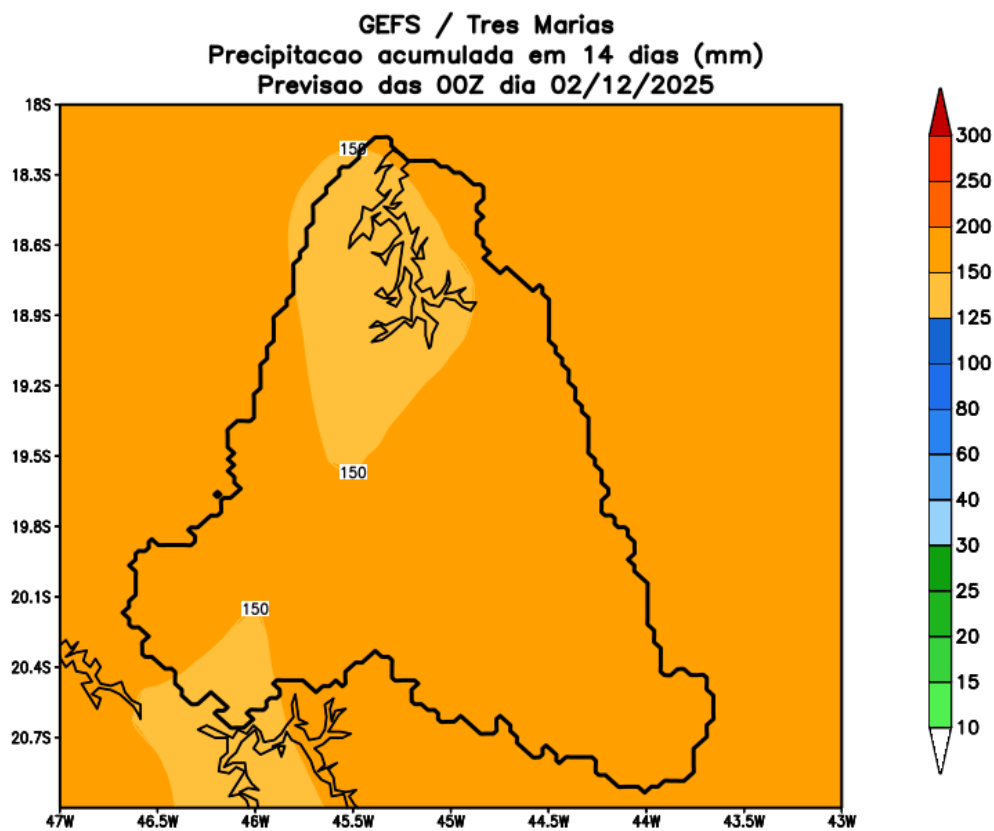 GEFS / Tres Marias
Precipitacao acumulada em 14 dias (mm)
Previsao das 00Z dia 02/12/2025
18S
18.3S
18.6S
18.9S
19.2S
19.5S
19.8S
20.1S
20.4S
20.7S
150
150
150
47W 46.5W 46W 45.5W 45W 44.5W 44W 43.5W 43W
300
250
200
150
125
100
80
60
40
30
25
20
15
10